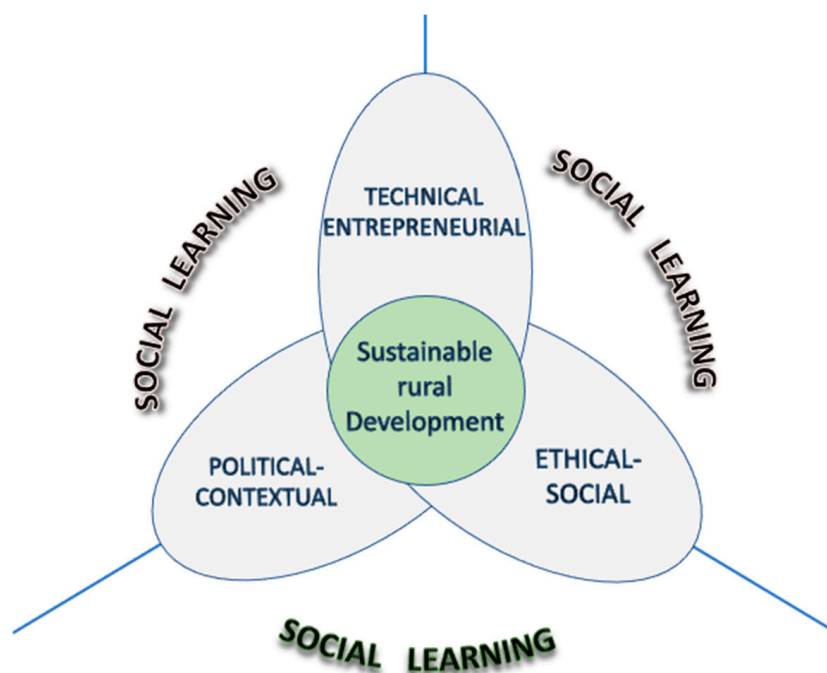 SOCIAL LEARNING
SOCIAL LEARNING
TECHNICAL
ENTREPRENEURIAL
Sustainable
rural
Development
POLITICAL-
CONTEXTUAL
ETHICAL-
SOCIAL
SOCIAL LEARNING